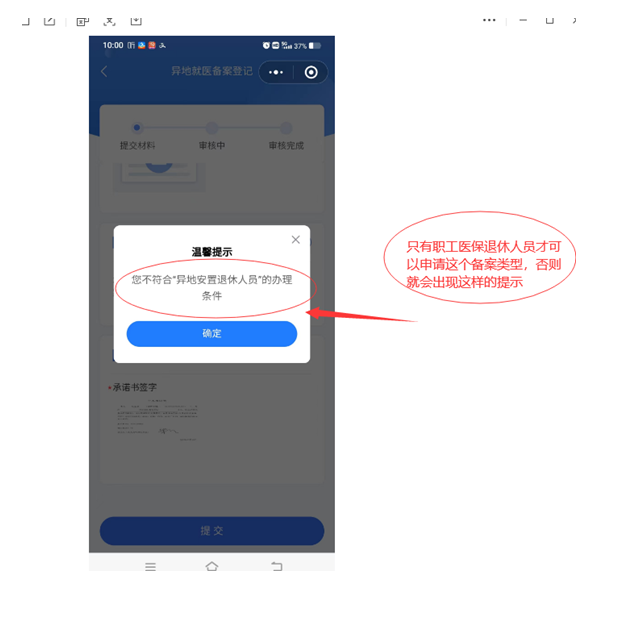 10:00
37%
异地就医备案登记
提交材料
审核中
审核完成
温馨提示
您不符合“异地安置退休人员”的办理
条件
确定
只有职工医保退休人员才可
以申请这个备案类型，否则
就会出现这样的提示
*承诺书签字
提 交